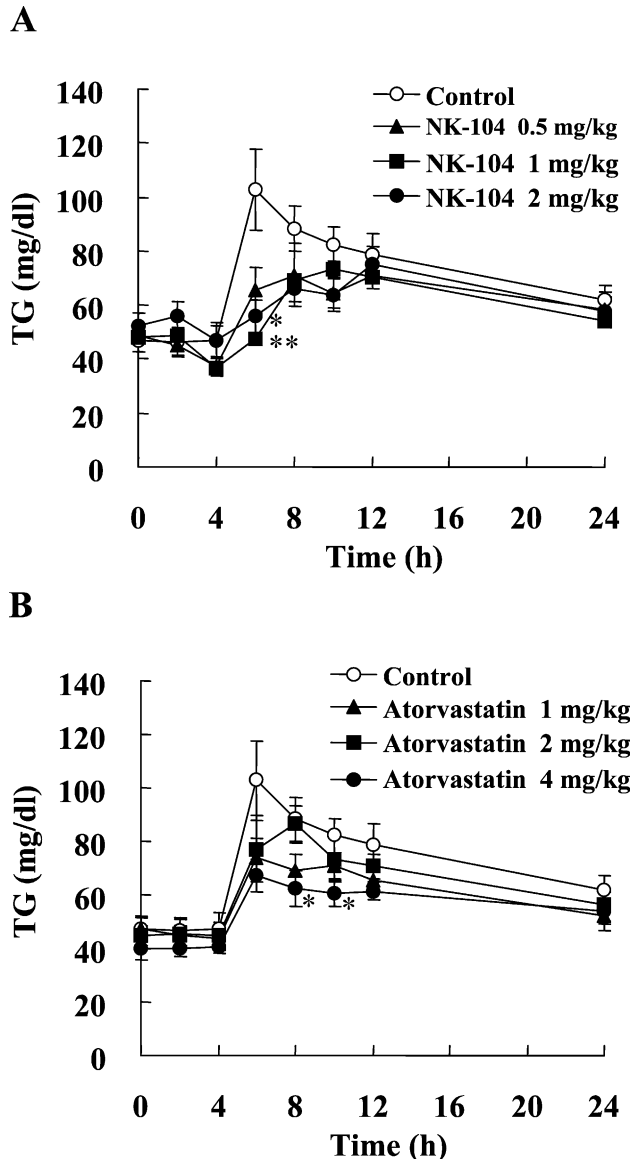 A
140
120
100
80
60
40
20
0
TG (mg/dl)
Control
NK-104 0.5 mg/kg
NK-104 1 mg/kg
NK-104 2 mg/kg
*
**
0 4 8 12 16 20 24
Time (h)
B
140
120
100
80
60
40
20
0
TG (mg/dl)
Control
Atorvastatin 1 mg/kg
Atorvastatin 2 mg/kg
Atorvastatin 4 mg/kg
* *
0 4 8 12 16 20 24
Time (h)